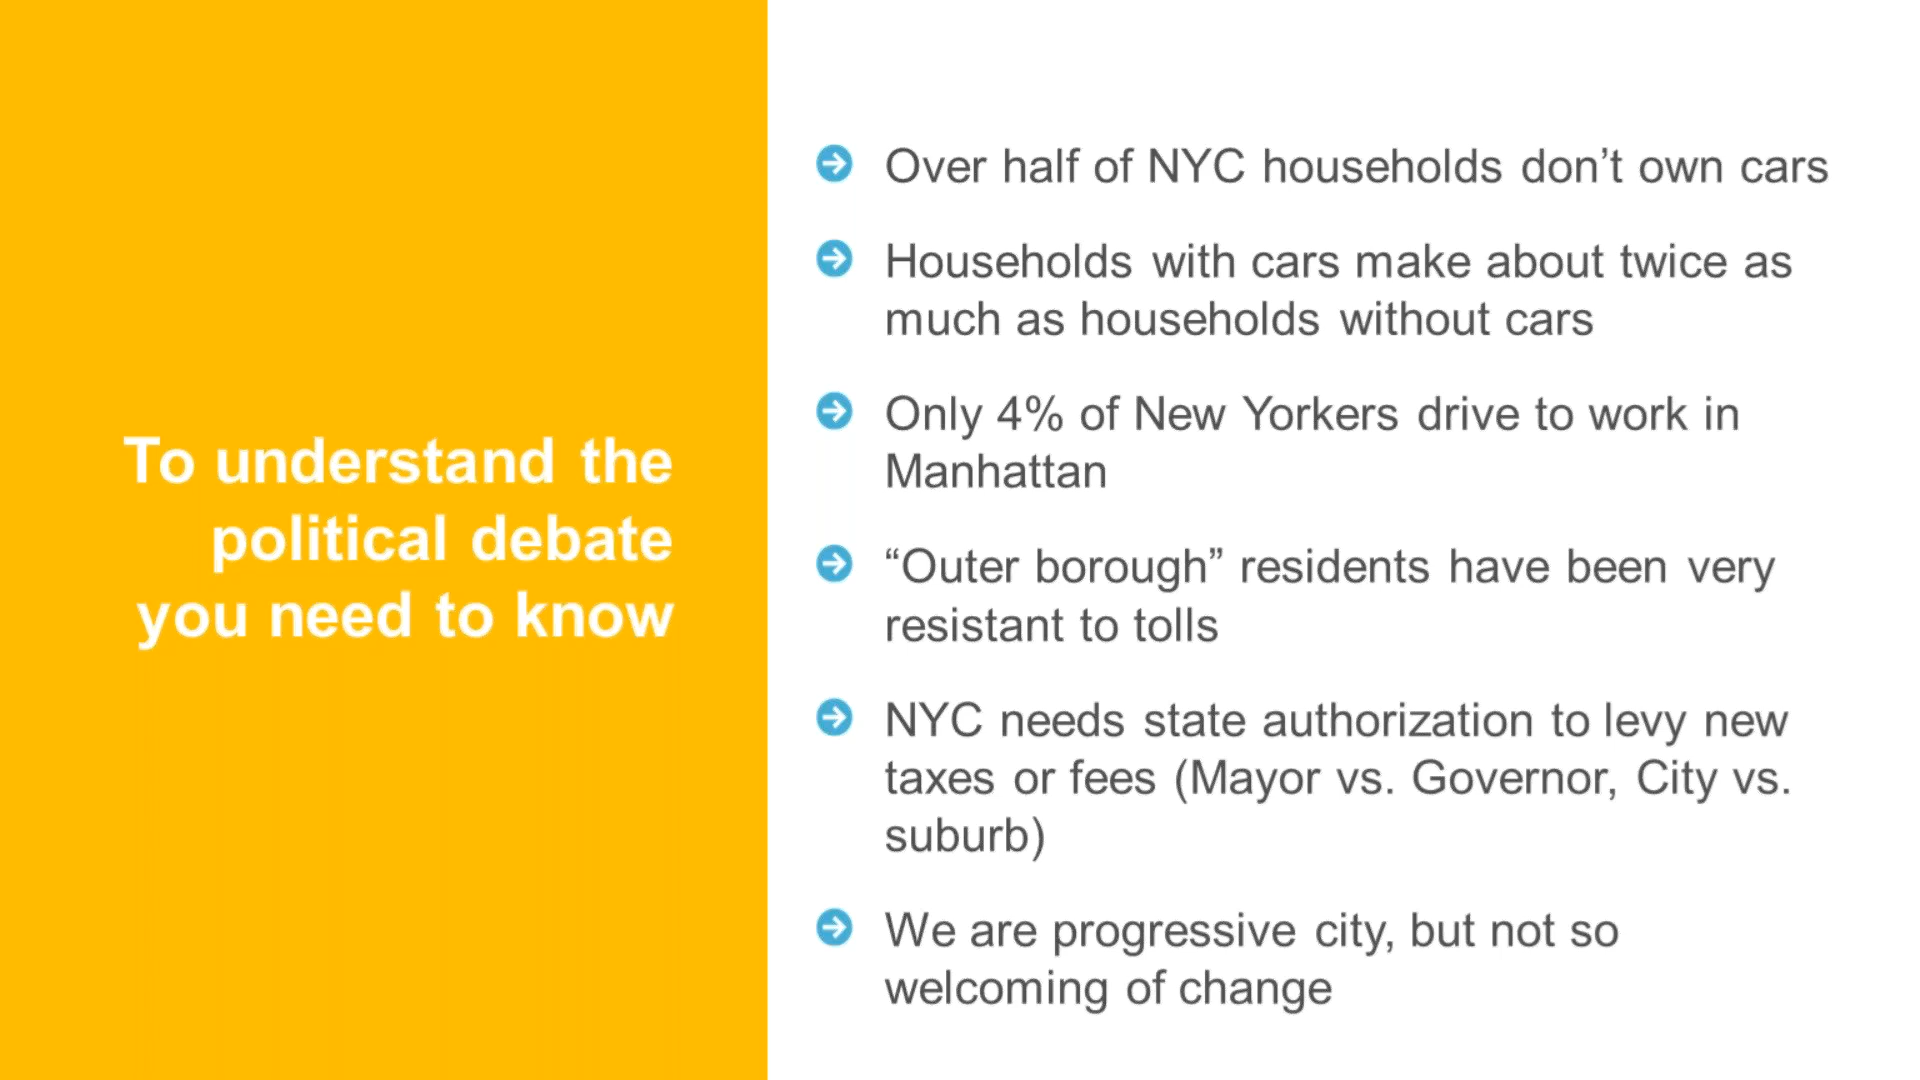 To understand the
political debate
you need to know
Over half of NYC households don’t own cars
Households with cars make about twice as
much as households without cars
Only 4% of New Yorkers drive to work in
Manhattan
“Outer borough” residents have been very
resistant to tolls
NYC needs state authorization to levy new
taxes or fees (Mayor vs. Governor, City vs.
suburb)
We are progressive city, but not so
welcoming of change